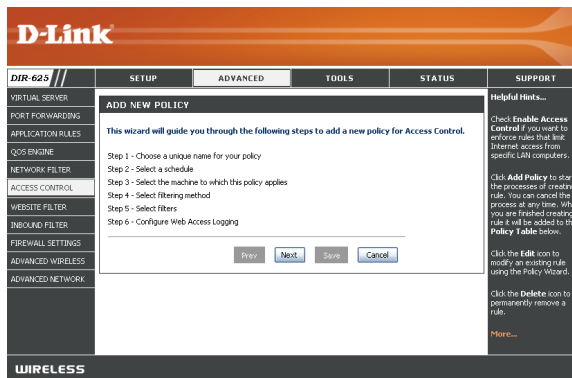 D-Link
DIR-625
SETUP
ADVANCED
TOOLS
STATUS
SUPPORT
VIRTUAL SERVER
PORT FORWARDING
APPLICATION RULES
QOS ENGINE
NETWORK FILTER
ACCESS CONTROL
WEBSITE FILTER
INBOUND FILTER
FIREWALL SETTINGS
ADVANCED WIRELESS
ADVANCED NETWORK
ADD NEW POLICY
This wizard will guide you through the following steps to add a new policy for Access Control.
Step 1 - Choose a unique name for your policy
Step 2 - Select a schedule
Step 3 - Select the machine to which this policy applies
Step 4 - Select filtering method
Step 5 - Select filters
Step 6 - Configure Web Access Logging
Prev
Next
Save
Cancel
Helpful Hints...
Check Enable Access
Control if you want to
enforce rules that limit
Internet access from
specific LAN computers.
Click Add Policy to star
the processes of creatin
rule. You can cancel the
process at any time. Wh
you are finished creating
rule it will be added to th
Policy Table below.
Click the Edit icon to
modify an existing rule
using the Policy Wizard.
Click the Delete icon to
permanently remove a
rule.
More...
WIRELESS